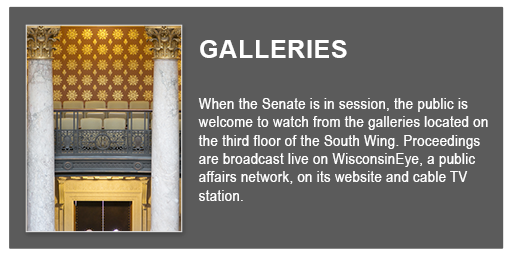 GALLERIES
When the Senate is in session, the public is
welcome to watch from the galleries located on
the third floor of the South Wing. Proceedings
are broadcast live on WisconsinEye, a public
affairs network, on its website and cable TV
station.